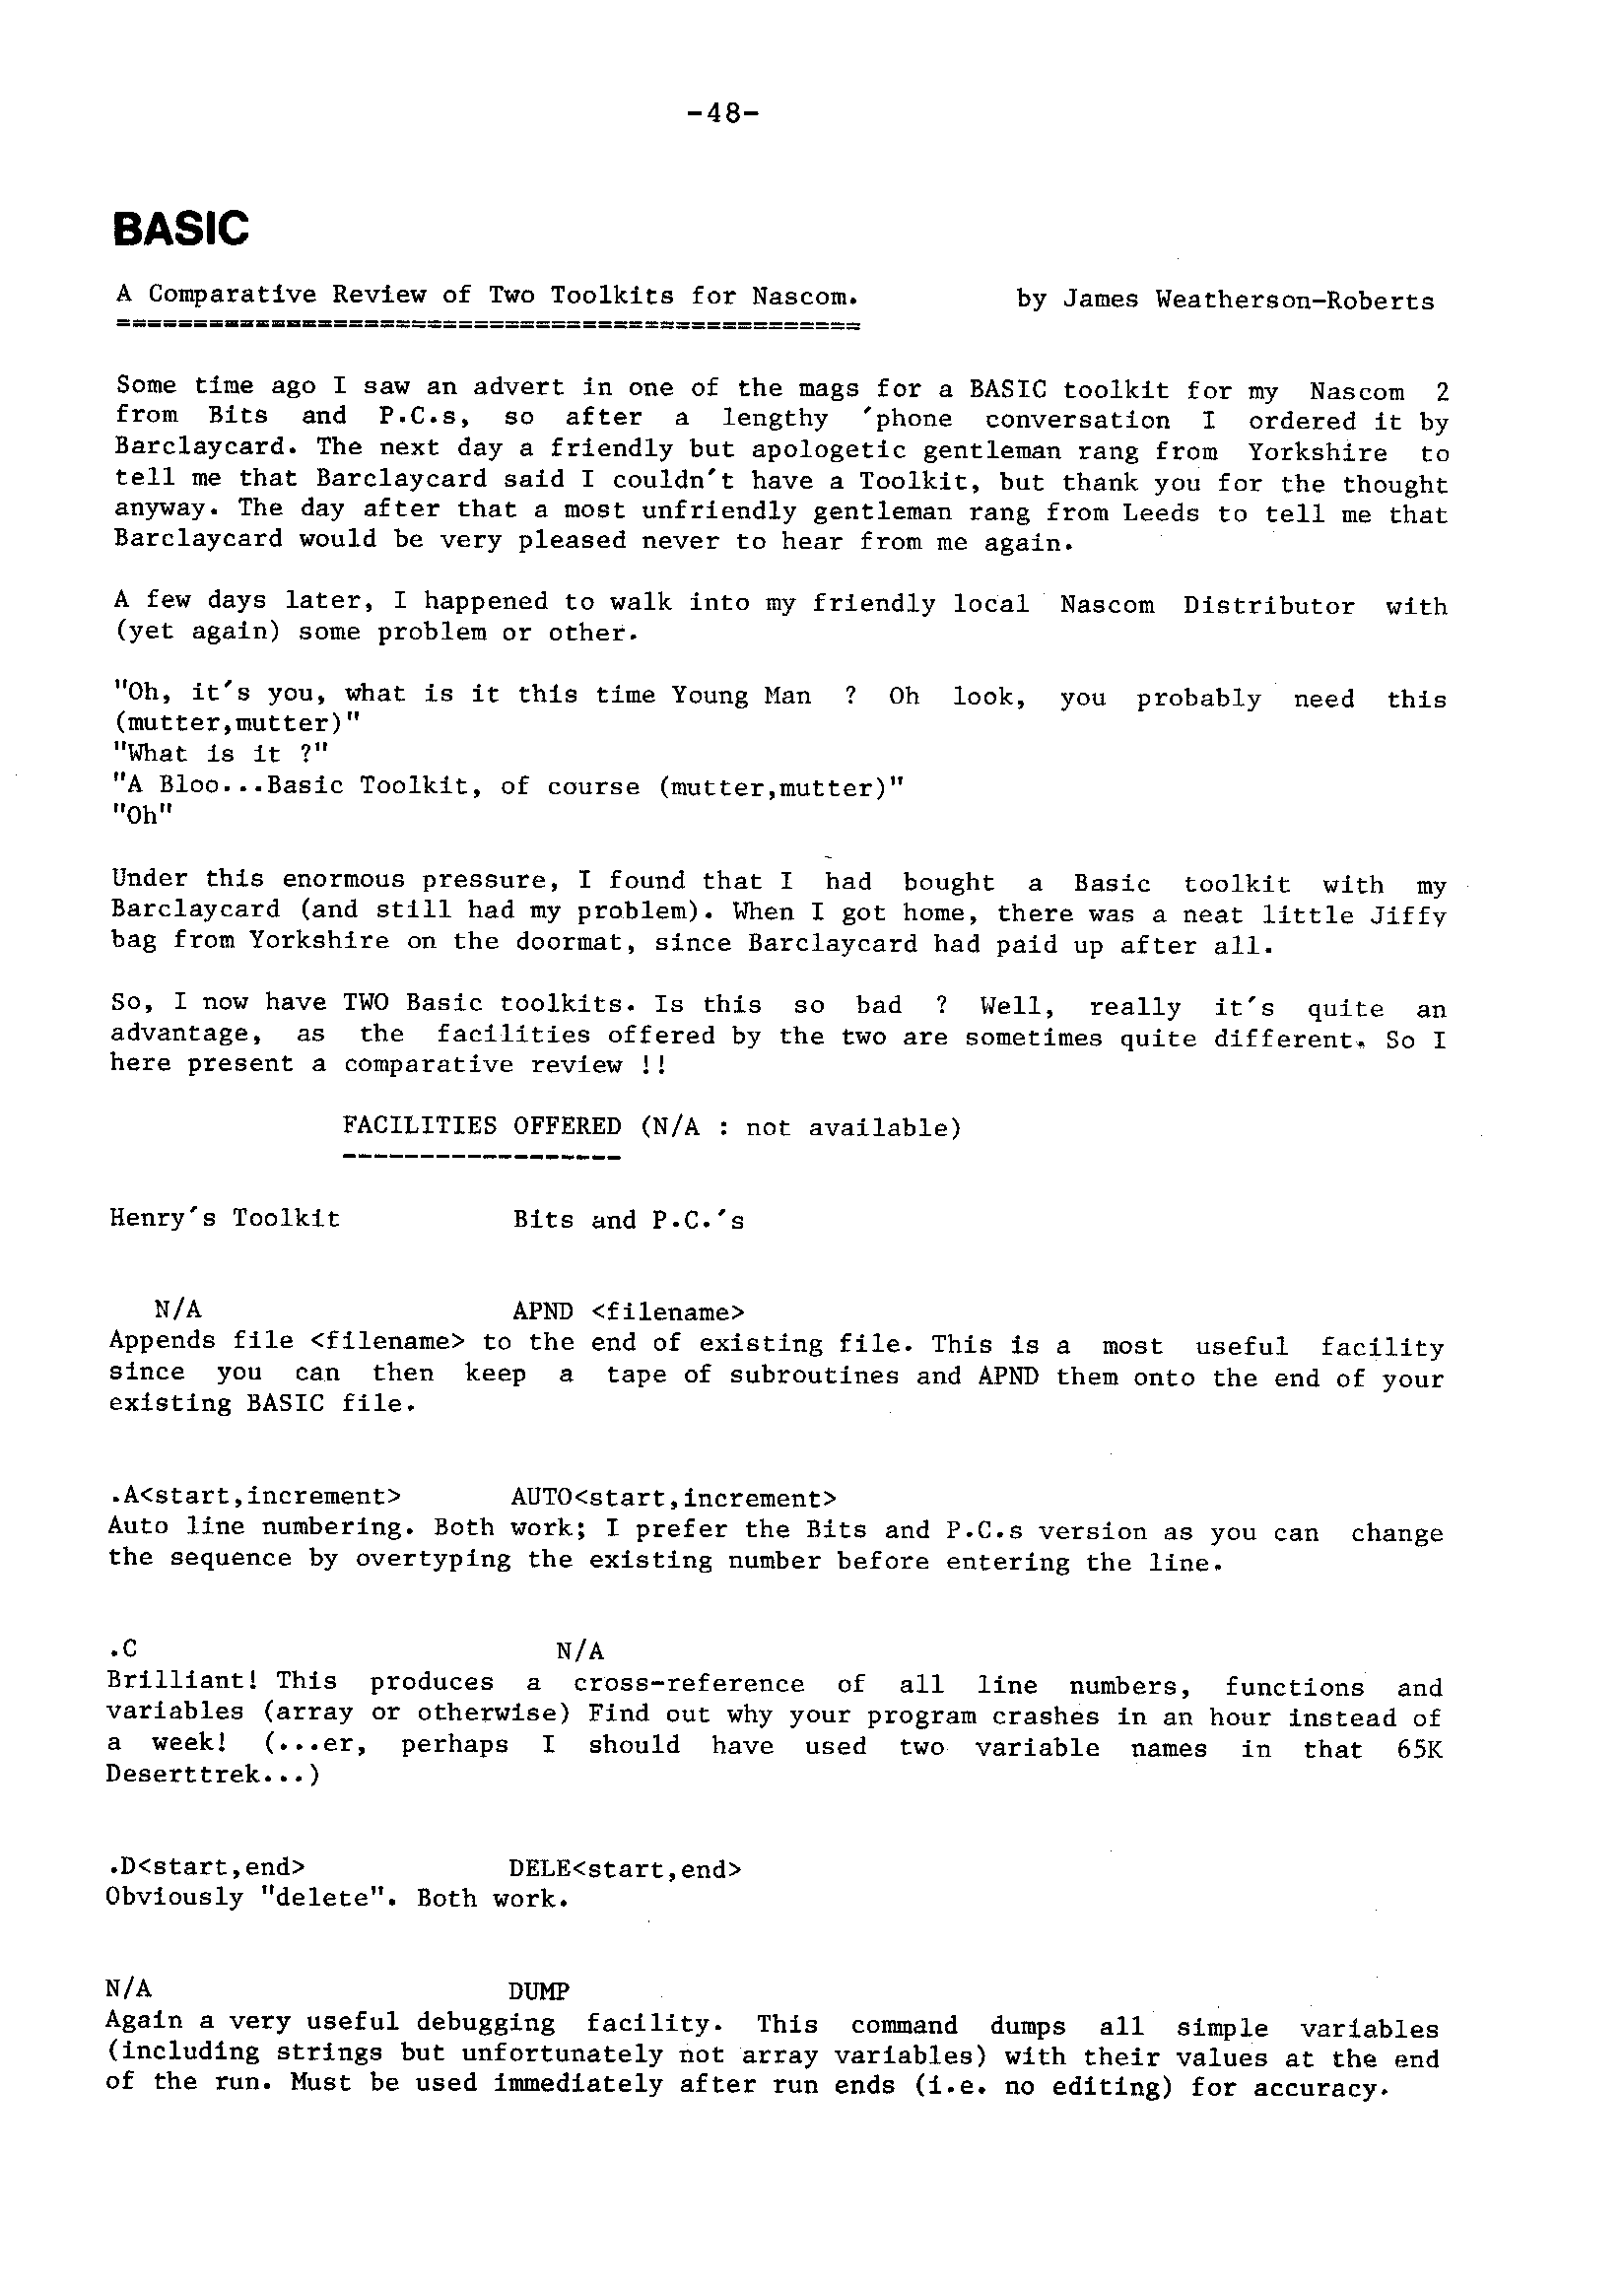 -48-
BASIC
A Comparative Review of Two Toolkits for Nascom. by James Weatherson-Roberts
================================================
Some time ago I saw an advert in one of the mags for a BASIC toolkit for my Nascom 2
from Bits and P.C.s, so after a lengthy 'phone conversation I ordered it by
Barclaycard. The next day a friendly but apologetic gentleman rang from Yorkshire to
tell me that Barclaycard said I couldn't have a Toolkit, but thank you for the thought
anyway. The day after that a most unfriendly gentleman rang from Leeds to tell me that
Barclaycard would be very pleased never to hear from me again.
A few days later, I happened to walk into my friendly local Nascom Distributor with
(yet again) some problem or other.
"Oh, it's you, what is it this time Young Man ? Oh look, you probably need this
(mutter,mutter)"
"What is it ?"
"A Bloo...Basic Toolkit, of course (mutter,mutter)"
"Oh"
Under this enormous pressure, I found that I had bought a Basic toolkit with my
Barclaycard (and still had my problem). When I got home, there was a neat little Jiffy
bag from Yorkshire on the doormat, since Barclaycard had paid up after all.
So, I now have TWO Basic toolkits. Is this so bad ? Well, really it's quite an
advantage, as the facilities offered by the two are sometimes quite different. So I
here present a comparative review !!
FACILITIES OFFERED (N/A : not available)
------------------
Henry's Toolkit Bits and P.C.'s
N/A APND <filename>
Appends file <filename> to the end of existing file. This is a most useful facility
since you can then keep a tape of subroutines and APND them onto the end of your
existing BASIC file.
.A<start,increment> AUTO<start,increment>
Auto line numbering. Both work; I prefer the Bits and P.C.s version as you can change
the sequence by overtyping the existing number before entering the line.
.C N/A
Brilliant! This produces a cross-reference of all line numbers, functions and
variables (array or otherwise) Find out why your program crashes in an hour instead of
a week! (...er, perhaps I should have used two variable names in that 65K
Deserttrek...)
.D<start,end> DELE<start,end>
Obviously "delete". Both work.
N/A DUMP
Again a very useful debugging facility. This command dumps all simple variables
(including strings but unfortunately not array variables) with their values at the end
of the run. Must be used immediately after run ends (i.e. no editing) for accuracy.